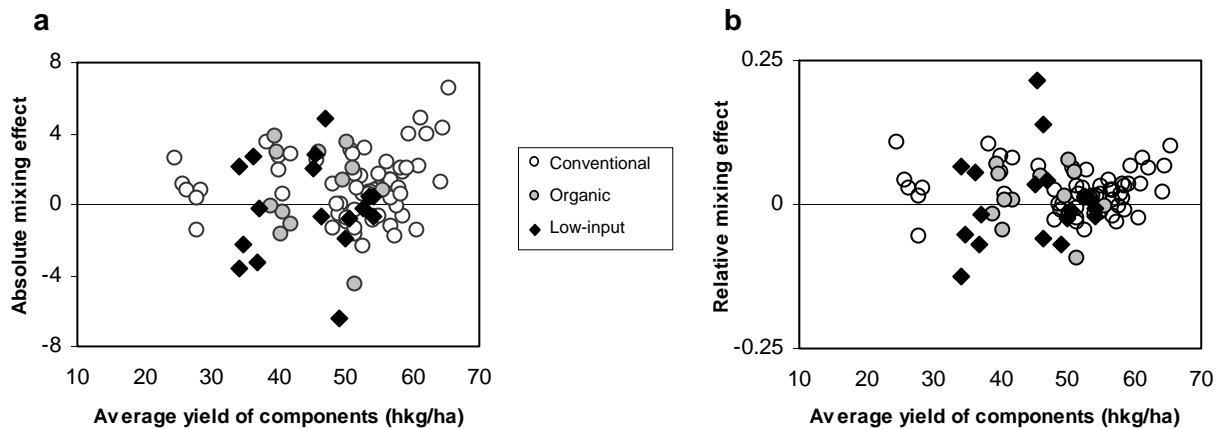 a
8
4
0
-4
-8
Absolute mixing effect
10 20 30 40 50 60 70
Average yield of components (hkg/ha)
Conventional
Organic
Low-input
b
0.25
0
-0.25
Relative mixing effect
10 20 30 40 50 60 70
Average yield of components (hkg/ha)